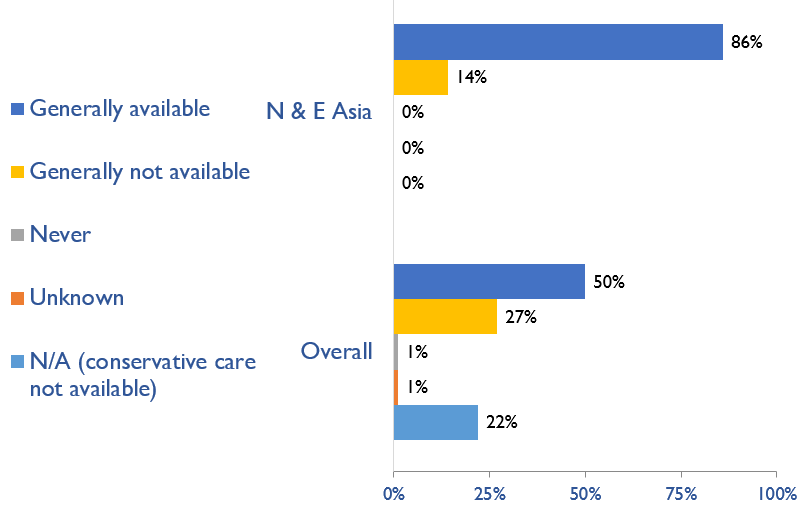 Generally available
Generally not available
Never
Unknown
N/A (conservative care
not available)
N & E Asia
86%
14%
0%
0%
0%
Overall
50%
27%
1%
1%
22%
0%
25%
50%
75%
100%